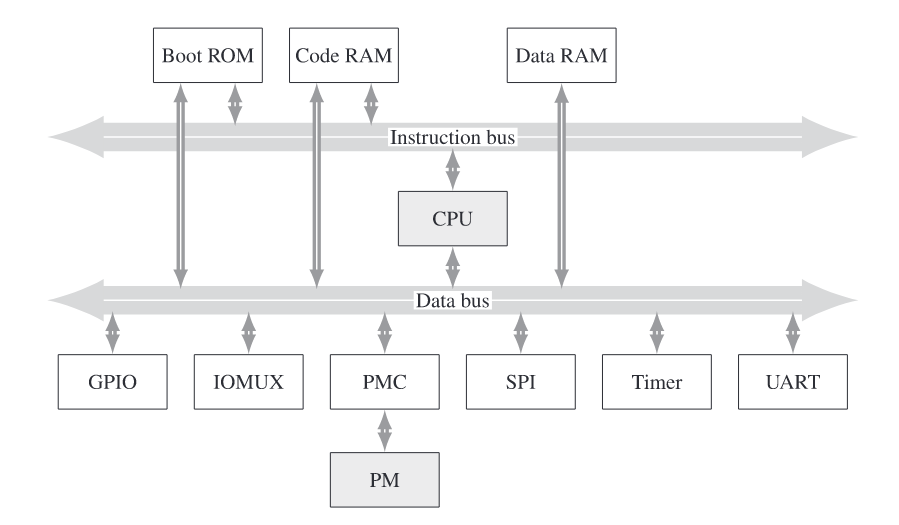 Boot ROM
Code RAM
Data RAM
Instruction bus
CPU
Data bus
GPIO
IOMUX
PMC
SPI
Timer
UART
PM